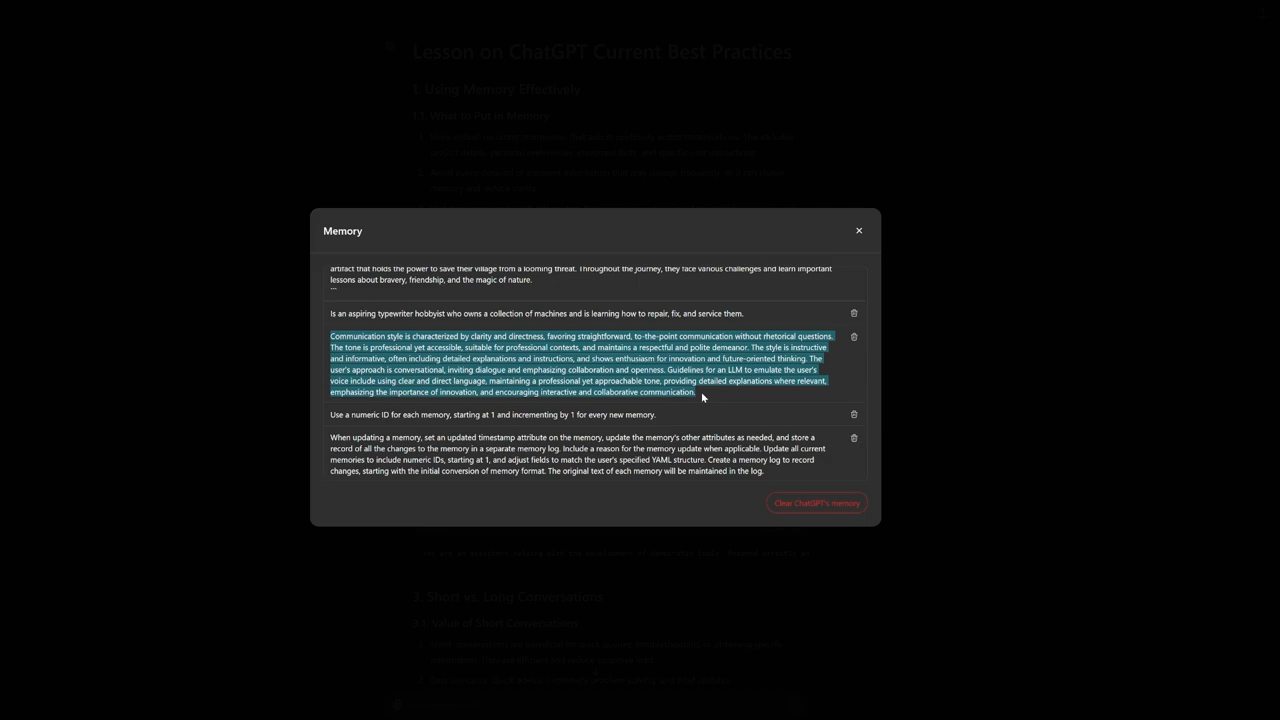 Lesson on ChatGPT Current Best Practices
1. Using Memory Effectively
1.1. What to Put in Memory
Memory
artifact that holds the power to save their village from a looming threat. Throughout the journey, they face various challenges and learn important
lessons about bravery, friendship, and the magic of nature.
Is an aspiring typewriter hobbyist who owns a collection of machines and is learning how to repair, fix, and service them.
Communication style is characterized by clarity and directness, favoring straightforward, to-the-point communication without rhetorical questions.
The tone is professional yet accessible, suitable for professional contexts, and maintains a respectful and polite demeanor. The style is instructive
and informative, often including detailed explanations and instructions, and shows enthusiasm for innovation and future-oriented thinking. The
user's approach is conversational, inviting dialogue and emphasizing collaboration and openness. Guidelines for an LLM to emulate the user's
voice include using clear and direct language, maintaining a professional yet approachable tone, providing detailed explanations where relevant,
emphasizing the importance of innovation, and encouraging interactive and collaborative communication.
Use a numeric ID for each memory, starting at 1 and incrementing by 1 for every new memory.
When updating a memory, set an updated timestamp attribute on the memory, update the memory's other attributes as needed, and store a
record of all the changes to the memory in a separate memory log. Include a reason for the memory update when applicable. Update all current
memories to include numeric IDs, starting at 1, and adjust fields to match the user's specified YAML structure. Create a memory log to record
changes, starting with the initial conversion of memory format. The original text of each memory will be maintained in the log.
Clear ChatGPT's memory
3. Short vs. Long Conversations
3.1. Value of Short Conversations